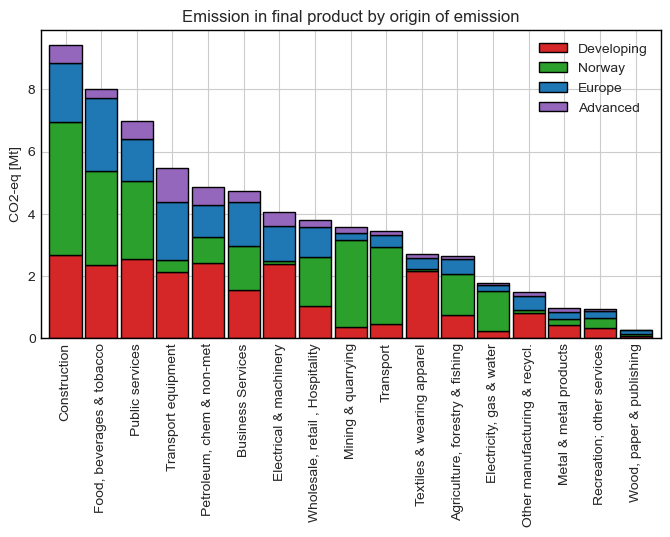 Emission in final product by origin of emission
Developing
Norway
Europe
Advanced
CO2-eq [Mt]
8
6
4
2
0
Construction
Food, beverages & tobacco
Public services
Transport equipment
Petroleum, chem & non-met
Business Services
Electrical & machinery
Wholesale, retail , Hospitality
Mining & quarrying
Transport
Textiles & wearing apparel
Agriculture, forestry & fishing
Electricity, gas & water
Other manufacturing & recycl.
Metal & metal products
Recreation; other services
Wood, paper & publishing